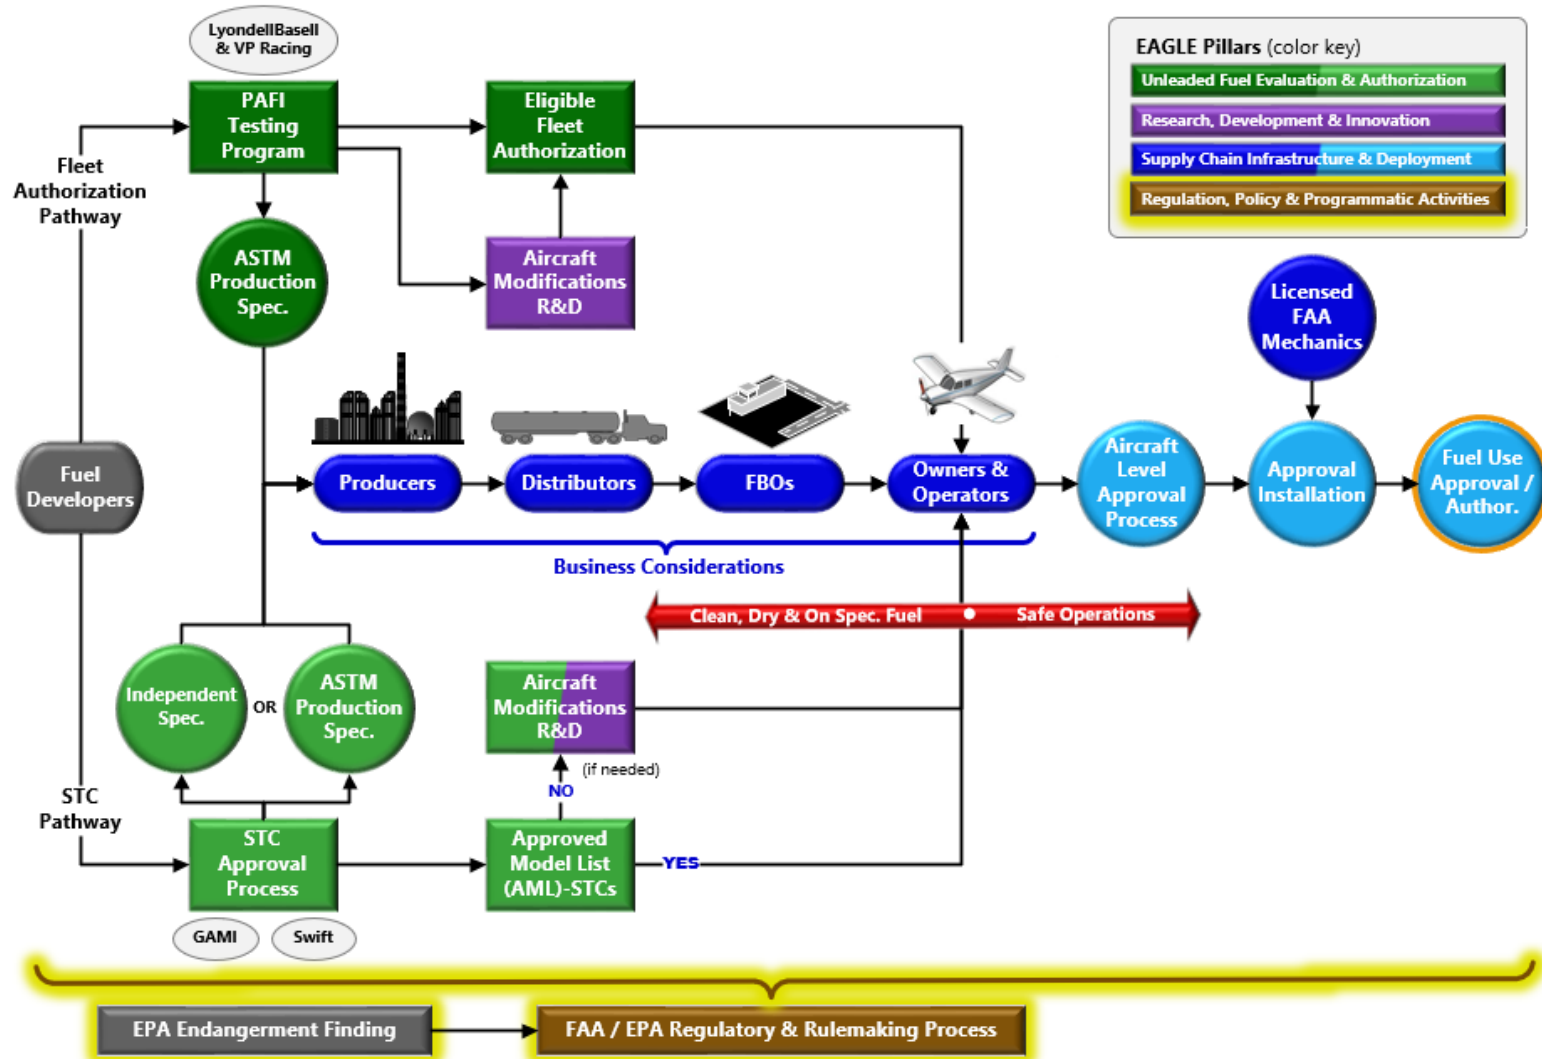 LyondellBasell
& VP Racing
PAFI
Testing
Program
Eligible
Fleet
Authorization
EAGLE Pillars (color key)
Unleaded Fuel Evaluation & Authorization
Research, Development & Innovation
Supply Chain Infrastructure & Deployment
Regulation, Policy & Programmatic Activities
Fleet
Authorization
Pathway
ASTM
Production
Spec.
Aircraft
Modifications
R&D
Licensed
FAA
Mechanics
Fuel
Developers
Producers
Distributors
FBOs
Owners &
Operators
Aircraft
Level
Approval
Process
Approval
Installation
Fuel Use
Approval /
Author.
Business Considerations
Clean, Dry & On Spec. Fuel
Safe Operations
Independent
Spec.
OR
ASTM
Production
Spec.
Aircraft
Modifications
R&D
(if needed)
NO
STC
Pathway
STC
Approval
Process
Approved
Model List
(AML)-STCs
YES
GAMI
Swift
EPA Endangerment Finding
FAA / EPA Regulatory & Rulemaking Process